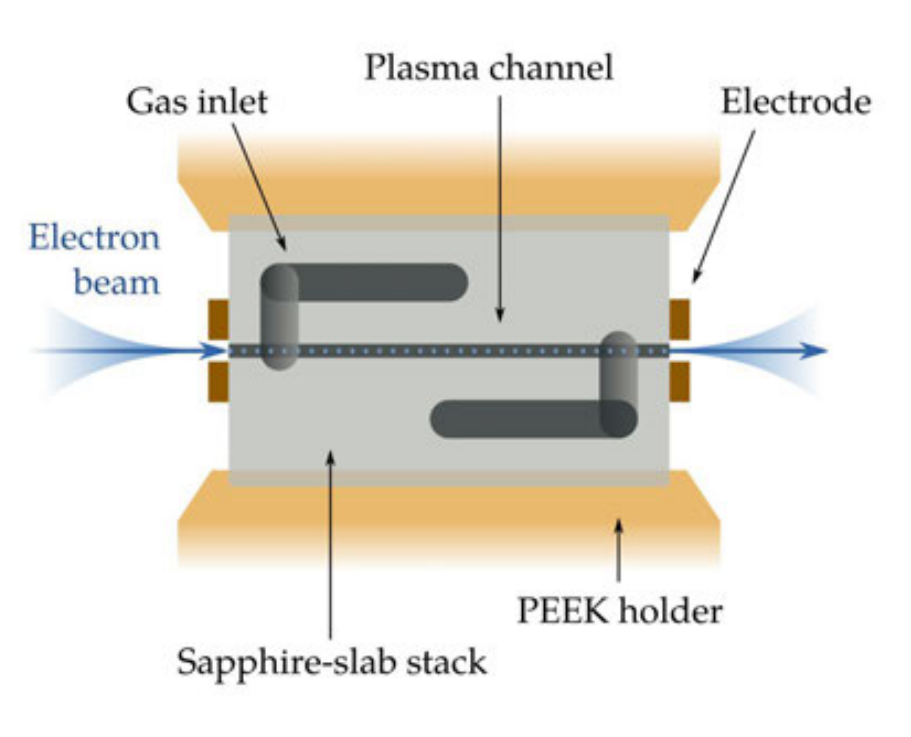 Plasma channel
Gas inlet
Electrode
Electron
beam
PEEK holder
Sapphire-slab stack